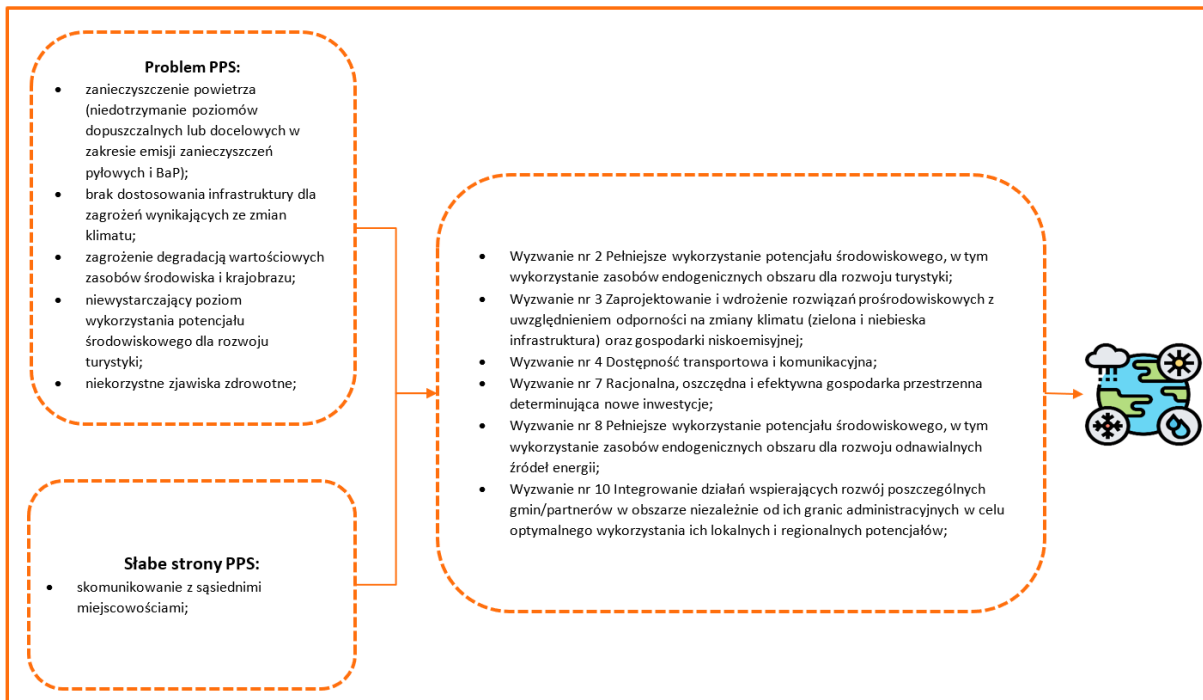 Problem PPS:
• zanieczyszczenie powietrza
(niedotrzymanie poziomów
dopuszczalnych lub docelowych w
zakresie emisji zanieczyszczeń
pyłowych i BaP);
• brak dostosowania infrastruktury dla
zagrożeń wynikających ze zmian
klimatu;
• zagrożenie degradacją wartościowych
zasobów środowiska i krajobrazu;
• niewystarczający poziom
wykorzystania potencjału
środowiskowego dla rozwoju
turystyki;
• niekorzystne zjawiska zdrowotne;
Słabe strony PPS:
• skomunikowanie z sąsiednimi
miejscowościami;
• Wyzwanie nr 2 Pełniejsze wykorzystanie potencjału środowiskowego, w tym
wykorzystanie zasobów endogenicznych obszaru dla rozwoju turystyki;
• Wyzwanie nr 3 Zaprojektowanie i wdrożenie rozwiązań prośrodowiskowych z
uwzględnieniem odporności na zmiany klimatu (zielona i niebieska
infrastruktura) oraz gospodarki niskoemisyjnej;
• Wyzwanie nr 4 Dostępność transportowa i komunikacyjna;
• Wyzwanie nr 7 Racjonalna, oszczędna i efektywna gospodarka przestrzenna
determinująca nowe inwestycje;
• Wyzwanie nr 8 Pełniejsze wykorzystanie potencjału środowiskowego, w tym
wykorzystanie zasobów endogenicznych obszaru dla rozwoju odnawialnych
źródeł energii;
• Wyzwanie nr 10 Integrowanie działań wspierających rozwój poszczególnych
gmin/partnerów w obszarze niezależnie od ich granic administracyjnych w celu
optymalnego wykorzystania ich lokalnych i regionalnych potencjałów;